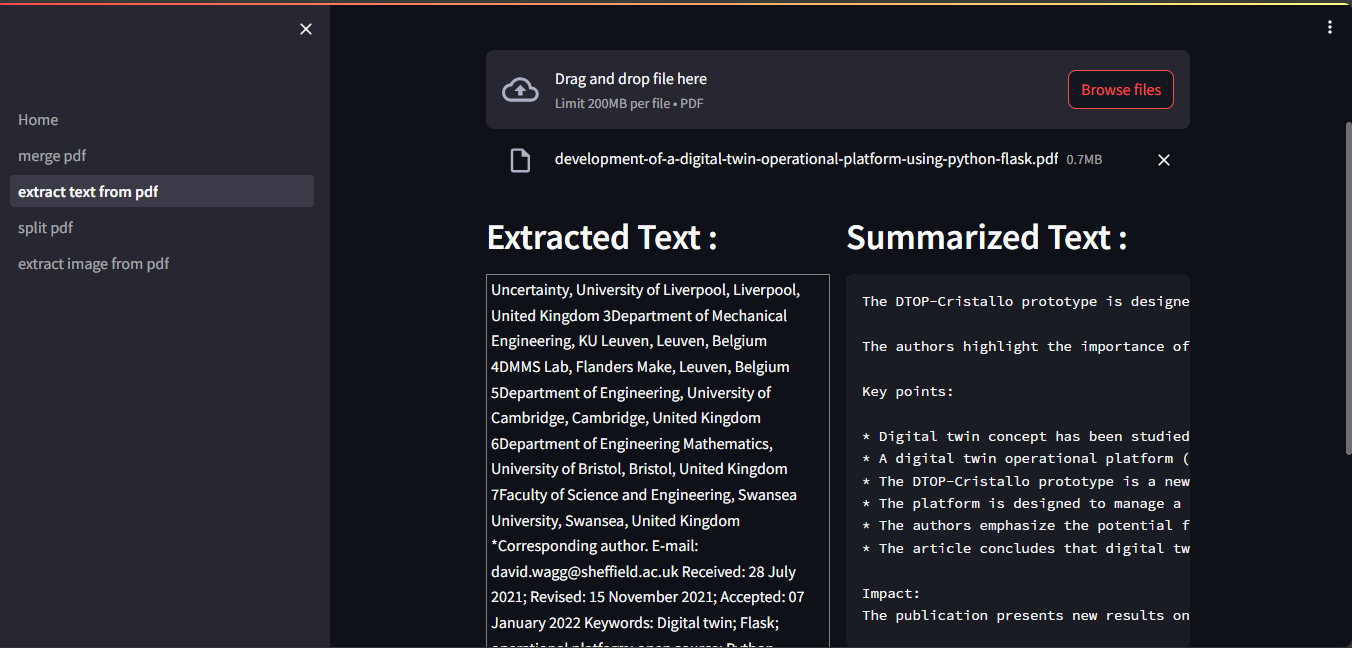 Home
merge pdf
extract text from pdf
split pdf
extract image from pdf
Drag and drop file here
Limit 200MB per file • PDF
Browse files
development-of-a-digital-twin-operational-platform-using-python-flask.pdf 0.7MB
Extracted Text :
Uncertainty, University of Liverpool, Liverpool,
United Kingdom 3Department of Mechanical
Engineering, KU Leuven, Leuven, Belgium
4DMMS Lab, Flanders Make, Leuven, Belgium
5Department of Engineering, University of
Cambridge, Cambridge, United Kingdom
6Department of Engineering Mathematics,
University of Bristol, Bristol, United Kingdom
7Faculty of Science and Engineering, Swansea
University, Swansea, United Kingdom
*Corresponding author. E-mail:
david.wagg@sheffield.ac.uk Received: 28 July
2021; Revised: 15 November 2021; Accepted: 07
January 2022 Keywords: Digital twin; Flask;
operational platform; open source; Python
Summarized Text :
The DTOP-Cristallo prototype is designe
The authors highlight the importance of
Key points:
* Digital twin concept has been studied
* A digital twin operational platform (
* The DTOP-Cristallo prototype is a new
* The platform is designed to manage a
* The authors emphasize the potential f
* The article concludes that digital tw
Impact:
The publication presents new results on